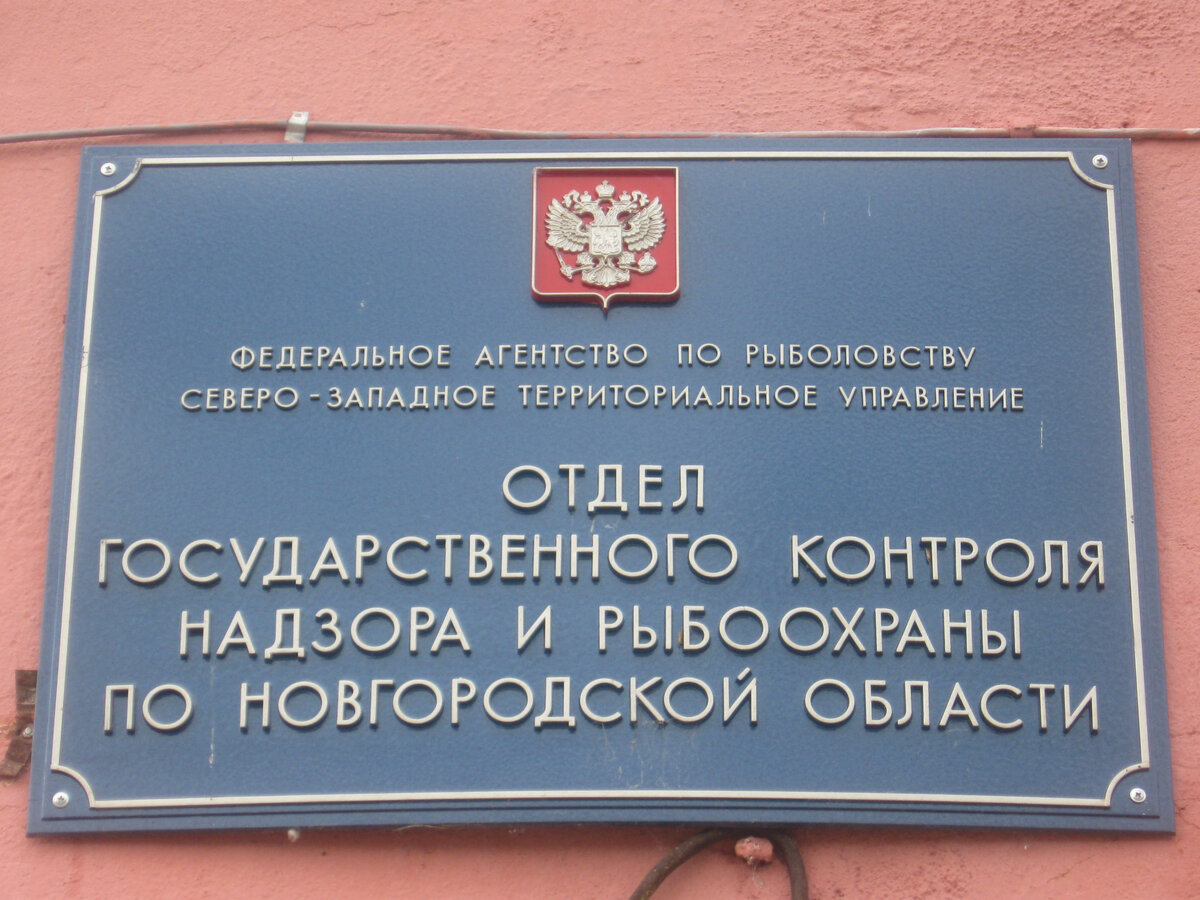 ФЕДЕРАЛЬНОЕ АГЕНТСТВО ПО РЫБОЛОВСТВУ
СЕВЕРО-ЗАПАДНОЕ ТЕРРИТОРИАЛЬНОЕ УПРАВЛЕНИЕ
ОТДЕЛ
ГОСУДАРСТВЕННОГО КОНТРОЛЯ
НАДЗОРА И РЫБООХРАНЫ
ПО НОВГОРОДСКОЙ ОБЛАСТИ